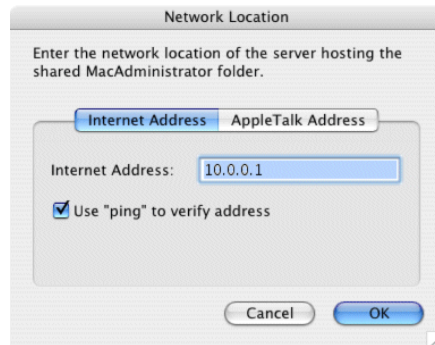 Network Location
Enter the network location of the server hosting the
shared MacAdministrator folder.
Internet Address AppleTalk Address
Internet Address: 10.0.0.1
Use "ping" to verify address
Cancel OK